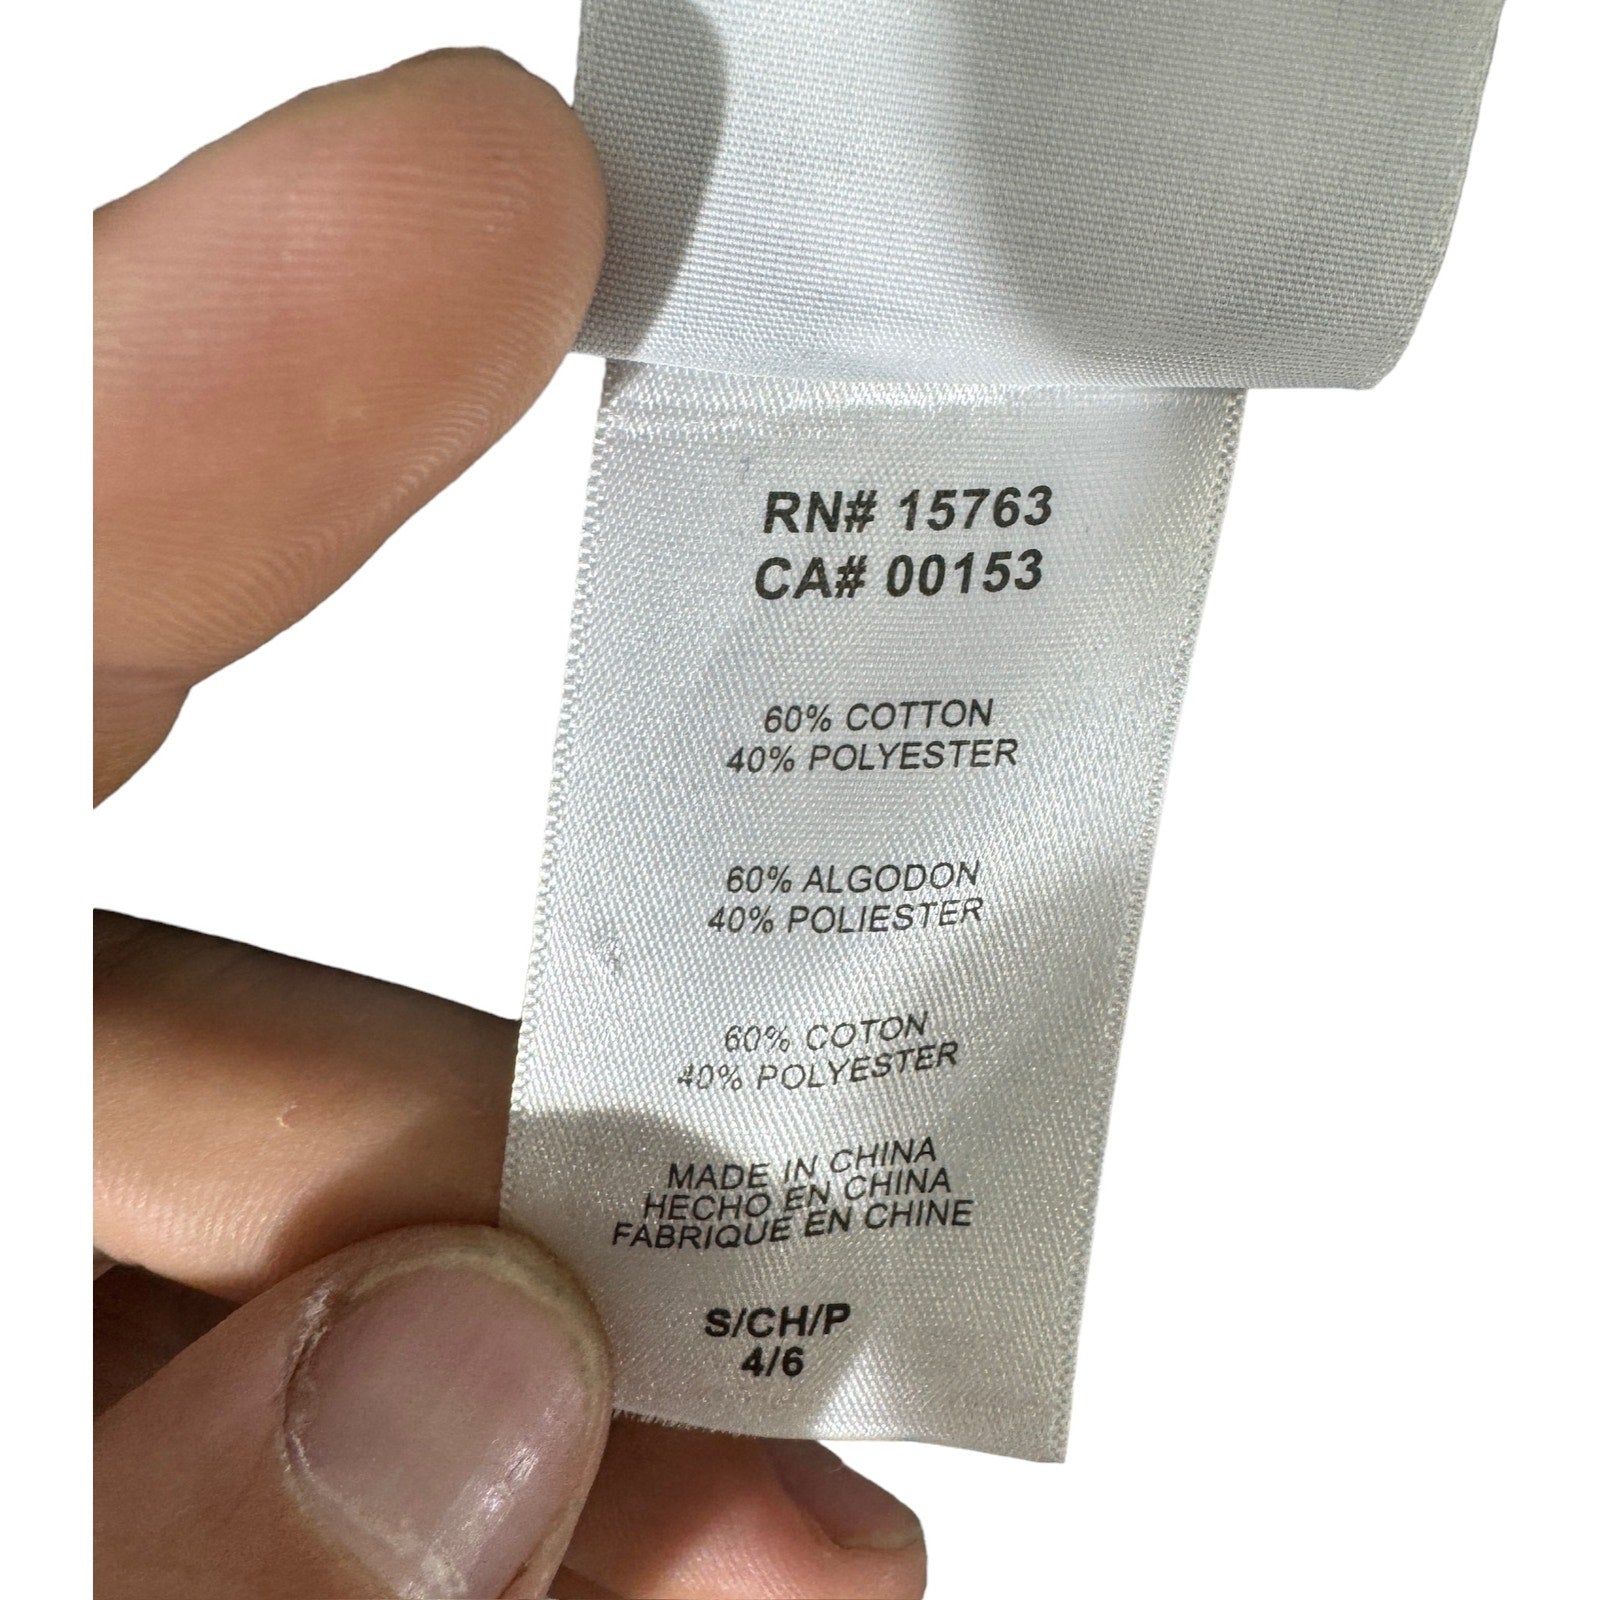 RN# 15763
CA# 00153
60% COTTON
40% POLYESTER
60% ALGODON
40% POLIESTER
60% COTON
40% POLYESTER
MADE IN CHINA
HECHO EN CHINA
FABRIQUE EN CHINE
S/CH/P
4/6